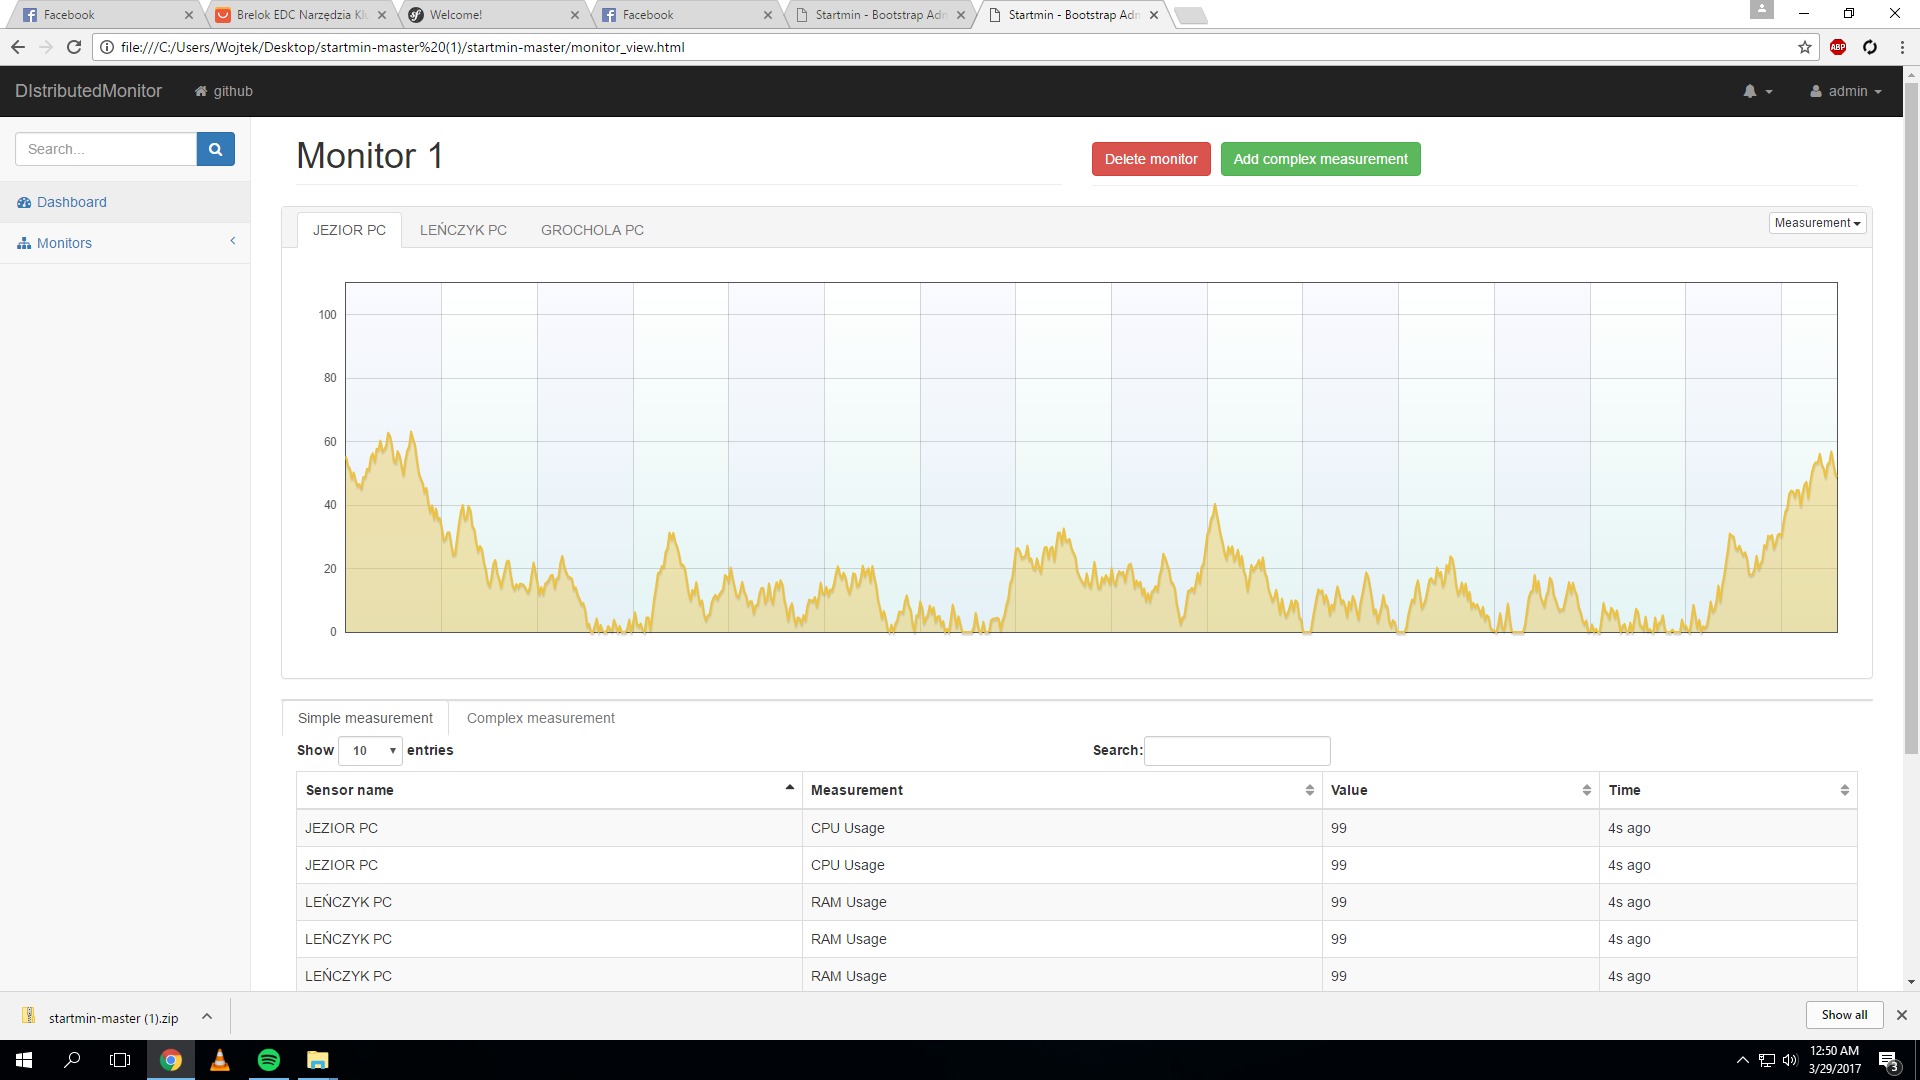 Facebook
Brelok EDC Narzędzia Kl
Welcome!
Facebook
Startmin - Bootstrap Adm
Startmin - Bootstrap Adm
file:///C:/Users/Wojtek/Desktop/startmin-master%20(1)/startmin-master/monitor_view.html
ABP
DIstributedMonitor
github
admin
Search...
Dashboard
Monitors
Monitor 1
Delete monitor
Add complex measurement
JEZIOR PC
LEŃCZYK PC
GROCHOLA PC
Measurement
100
80
60
40
20
0
Simple measurement
Complex measurement
Show 10 entries
Search:
Sensor name Measurement Value Time
JEZIOR PC CPU Usage 99 4s ago
JEZIOR PC CPU Usage 99 4s ago
LEŃCZYK PC RAM Usage 99 4s ago
LEŃCZYK PC RAM Usage 99 4s ago
LEŃCZYK PC RAM Usage 99 4s ago
startmin-master (1).zip
Show all
12:50 AM
3/29/2017
3